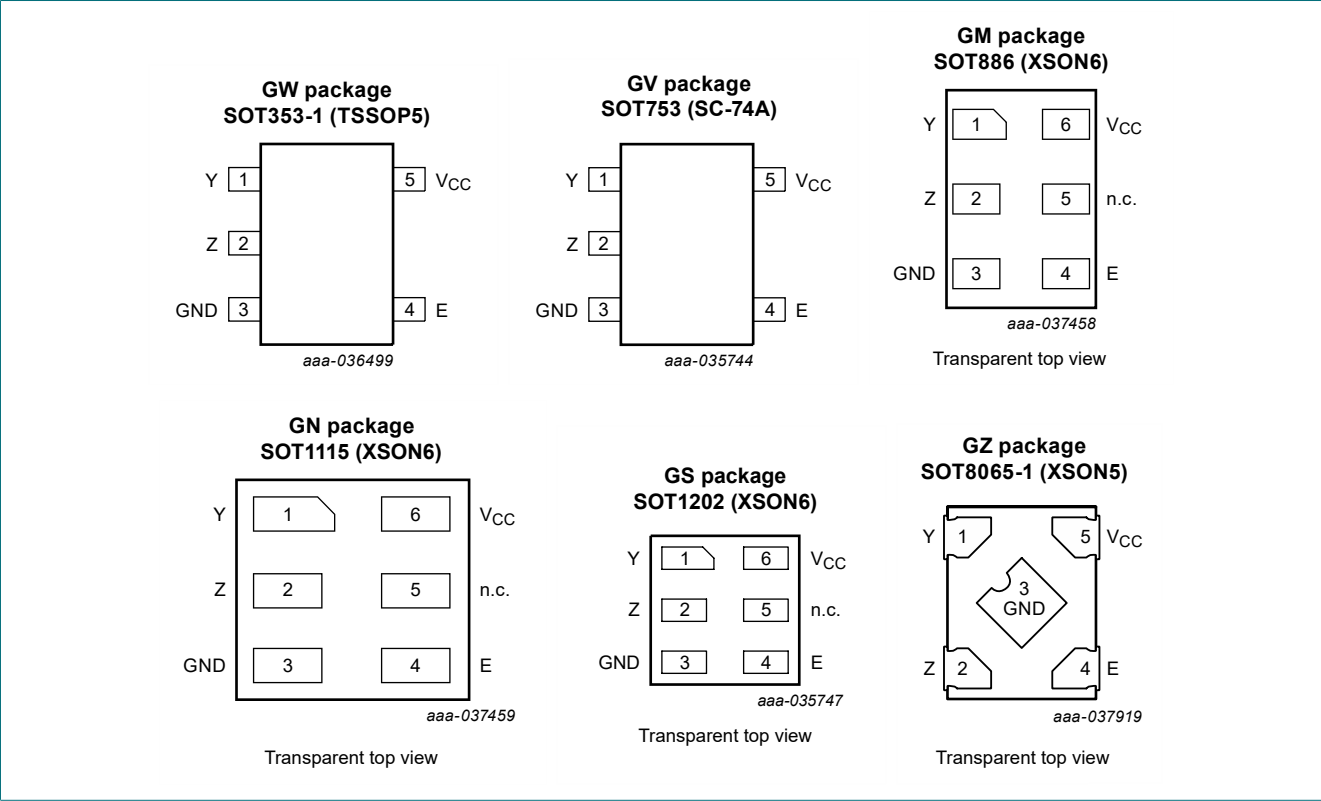 GW package
SOT353-1 (TSSOP5)
Y 1 5 VCC
Z 2
GND 3 4 E
aaa-036499
GV package
SOT753 (SC-74A)
Y 1 5 VCC
Z 2
GND 3 4 E
aaa-035744
GM package
SOT886 (XSON6)
Y 1 6 VCC
Z 2 5 n.c.
GND 3 4 E
aaa-037458
Transparent top view
GN package
SOT1115 (XSON6)
Y 1 6 VCC
Z 2 5 n.c.
GND 3 4 E
aaa-037459
Transparent top view
GS package
SOT1202 (XSON6)
Y 1 6 VCC
Z 2 5 n.c.
GND 3 4 E
aaa-035747
Transparent top view
GZ package
SOT8065-1 (XSON5)
Y 1 5 VCC
3
GND
Z 2 4 E
aaa-037919
Transparent top view